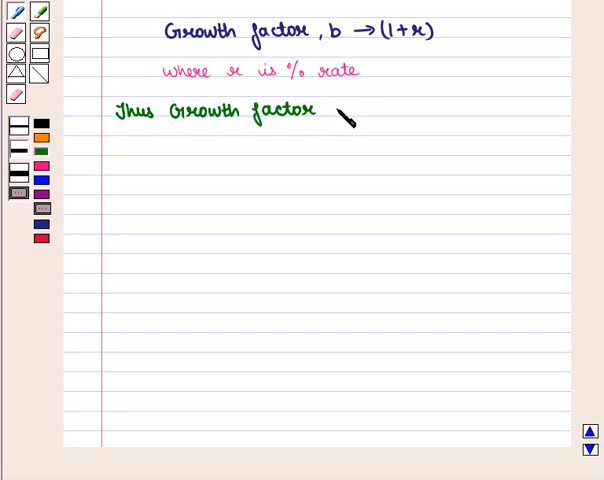 Growth factor, b → (1+r)
where r is % rate
Thus Growth factor